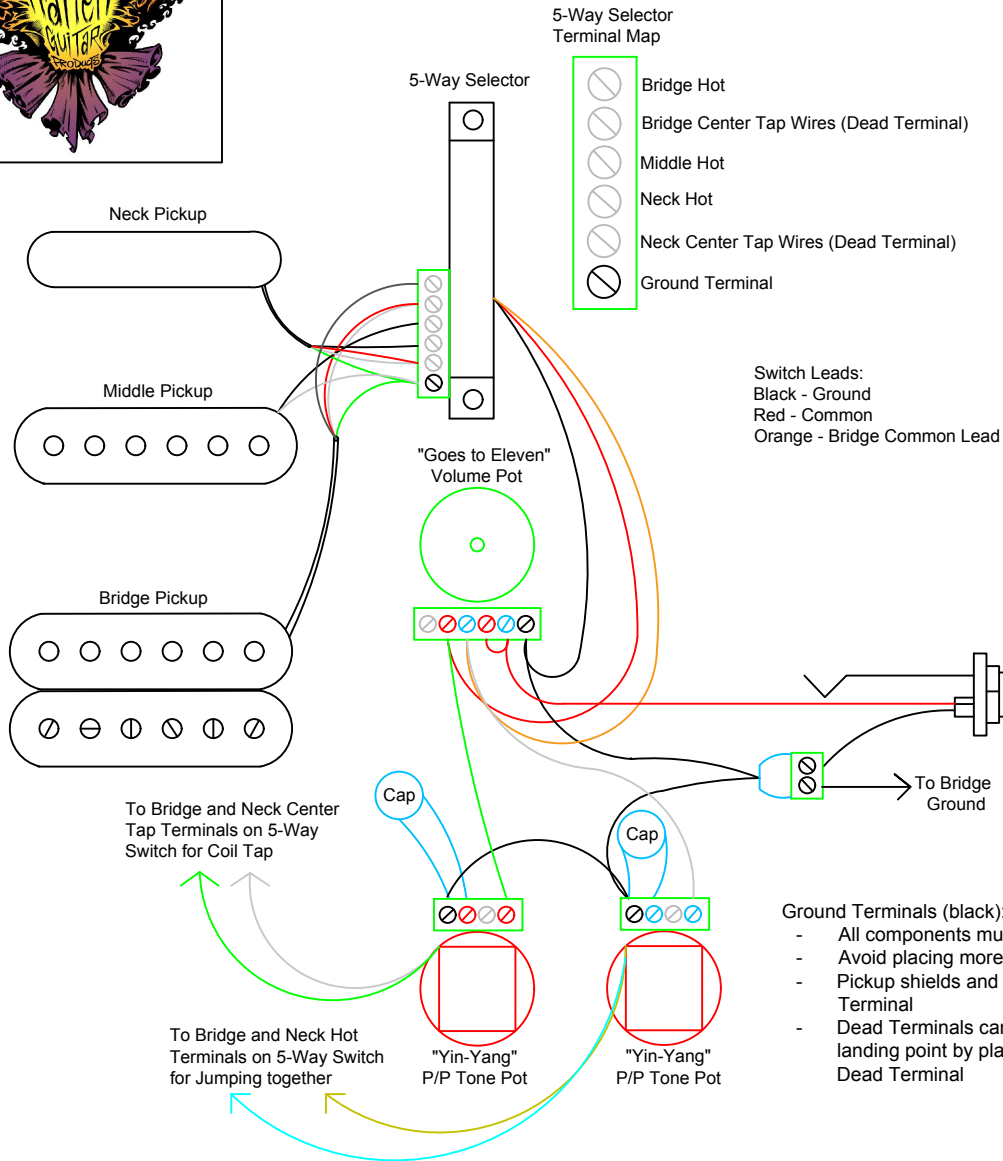 Guitar
Products
5-Way Selector
Terminal Map
Bridge Hot
Bridge Center Tap Wires (Dead Terminal)
Middle Hot
Neck Hot
Neck Center Tap Wires (Dead Terminal)
Ground Terminal
5-Way Selector
Neck Pickup
Middle Pickup
Switch Leads:
Black - Ground
Red - Common
Orange - Bridge Common Lead
"Goes to Eleven"
Volume Pot
Bridge Pickup
To Bridge
Ground
To Bridge and Neck Center
Tap Terminals on 5-Way
Switch for Coil Tap
Cap
Cap
Ground Terminals (black):
- All components mu
- Avoid placing more
- Pickup shields and
Terminal
- Dead Terminals car
landing point by pla
Dead Terminal
To Bridge and Neck Hot
Terminals on 5-Way Switch
for Jumping together
"Yin-Yang"
P/P Tone Pot
"Yin-Yang"
P/P Tone Pot